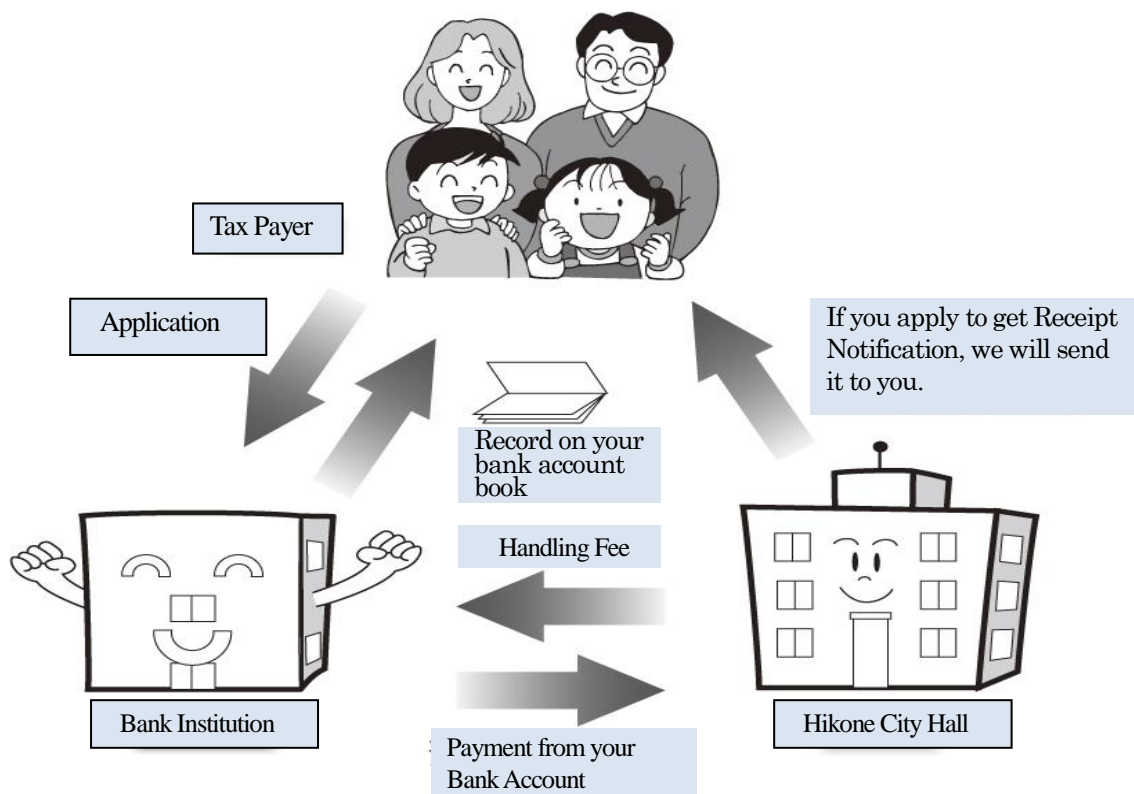 Tax Payer
Application
If you apply to get Receipt
Notification, we will send
it to you.
Record on your
bank account
book
Handling Fee
Bank Institution
Hikone City Hall
Payment from your
Bank Account